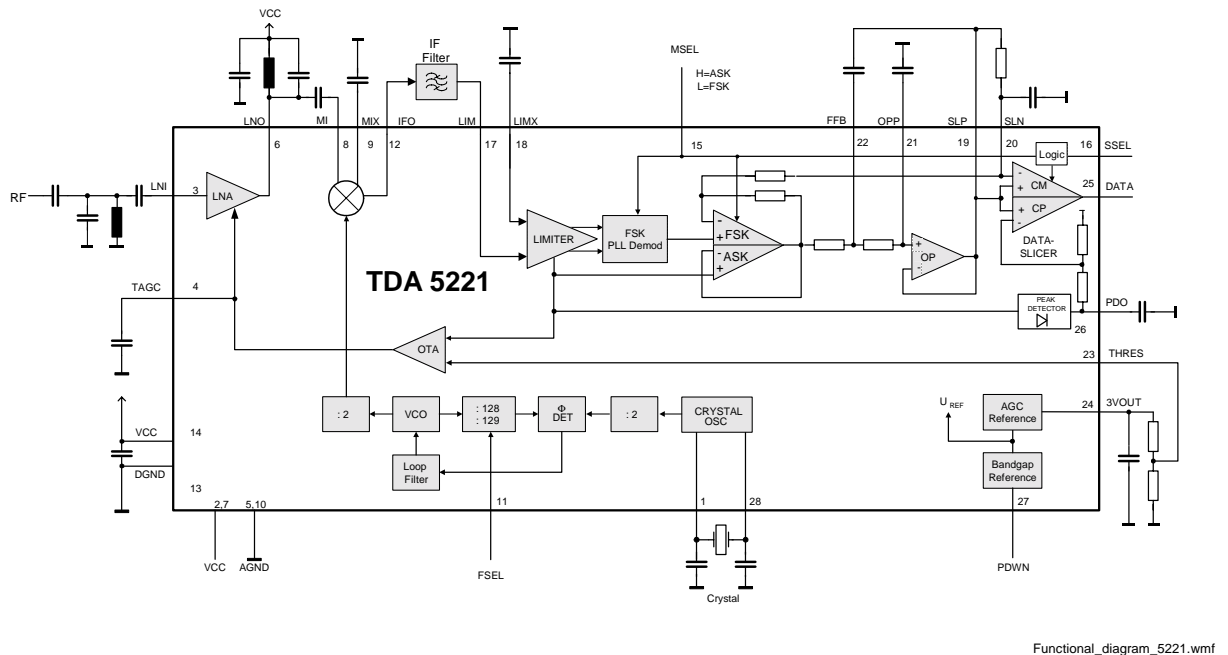 VCC
IF
Filter
MSEL
H=ASK
L=FSK
LNO
MI
MIX
IFO
LIM
LIMX
FFB
OPP
SLP
SLN
6
8
9
12
17
18
15
22
21
19
20
16
SSEL
Logic
RF
LNI
3
LNA
25
DATA
CM
CP
LIMITER
FSK
PLL Demod
FSK
ASK
OP
DATA-
SLICER
TDA 5221
TAGC
4
PEAK
DETECTOR
26
PDO
OTA
23
THRES
: 2
VCO
: 128
: 129
Φ
DET
: 2
CRYSTAL
OSC
U REF
AGC
Reference
24
3VOUT
VCC
14
Loop
Filter
Bandgap
Reference
DGND
13
2,7
5,10
11
1
28
27
VCC
AGND
FSEL
PDWN
Crystal
Functional_diagram_5221.wmf